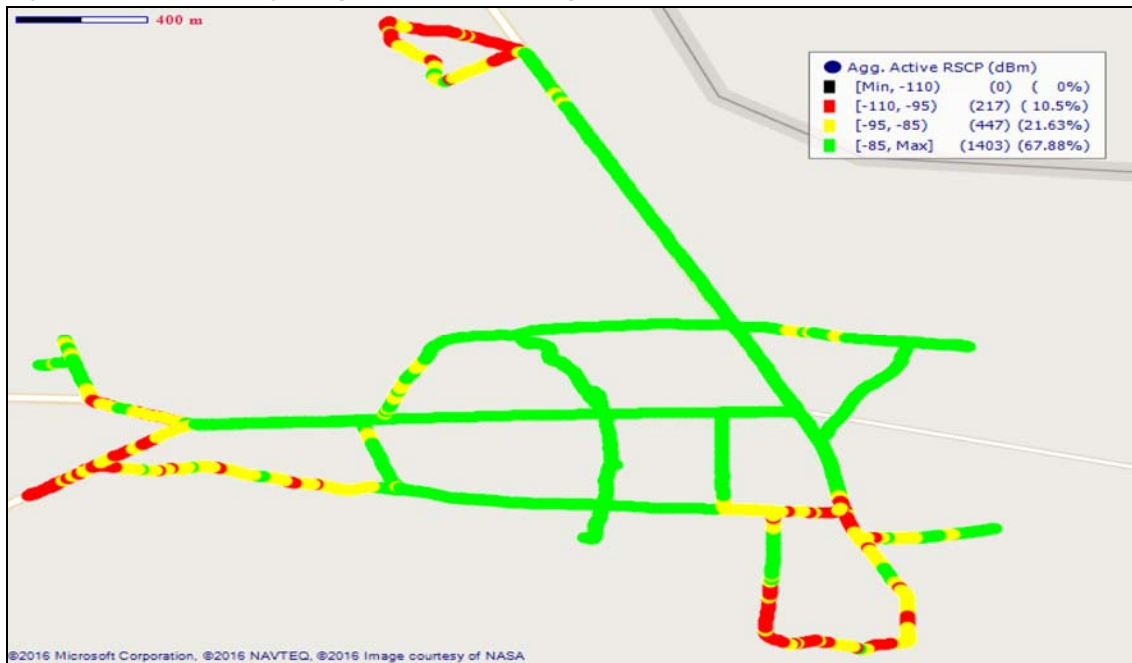 400 m
Agg. Active RSCP (dBm)
[Min, -110) (0) ( 0%)
[-110, -95) (217) ( 10.5%)
[-95, -85) (447) (21.63%)
[-85, Max] (1403) (67.88%)
©2016 Microsoft Corporation, ©2016 NAVTEQ, ©2016 Image courtesy of NASA